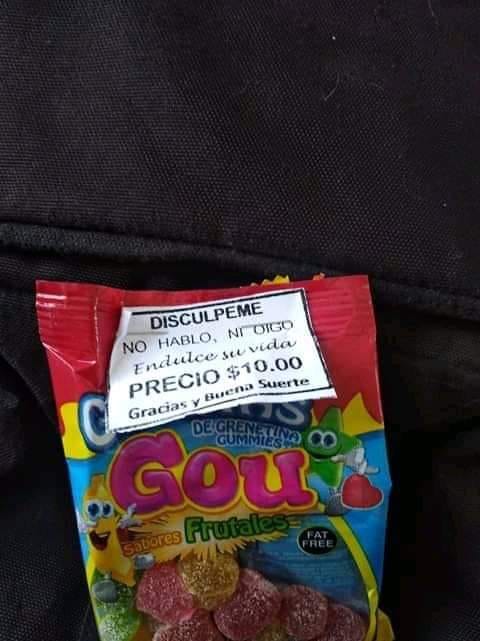 DISCULPEME
NO HABLO, NI OIGO
Endulce su vida
PRECIO $10.00
Gracias y Buena Suerte
DE GRENETINA
GUMMIES
GOU
Sabores Frutales
FAT
FREE